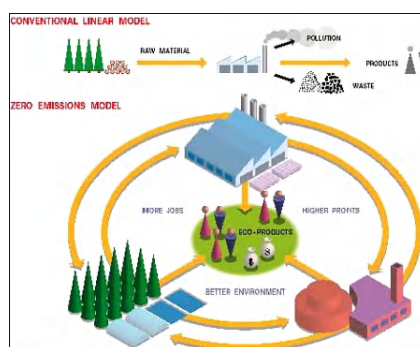 CONVENTIONAL LINEAR MODEL
POLLUTION
RAW MATERIAL
PRODUCTS
WASTE
ZERO EMISSIONS MODEL
MORE JOBS
HIGHER PROFITS
ECO-PRODUCTS
$ $
BETTER ENVIRONMENT